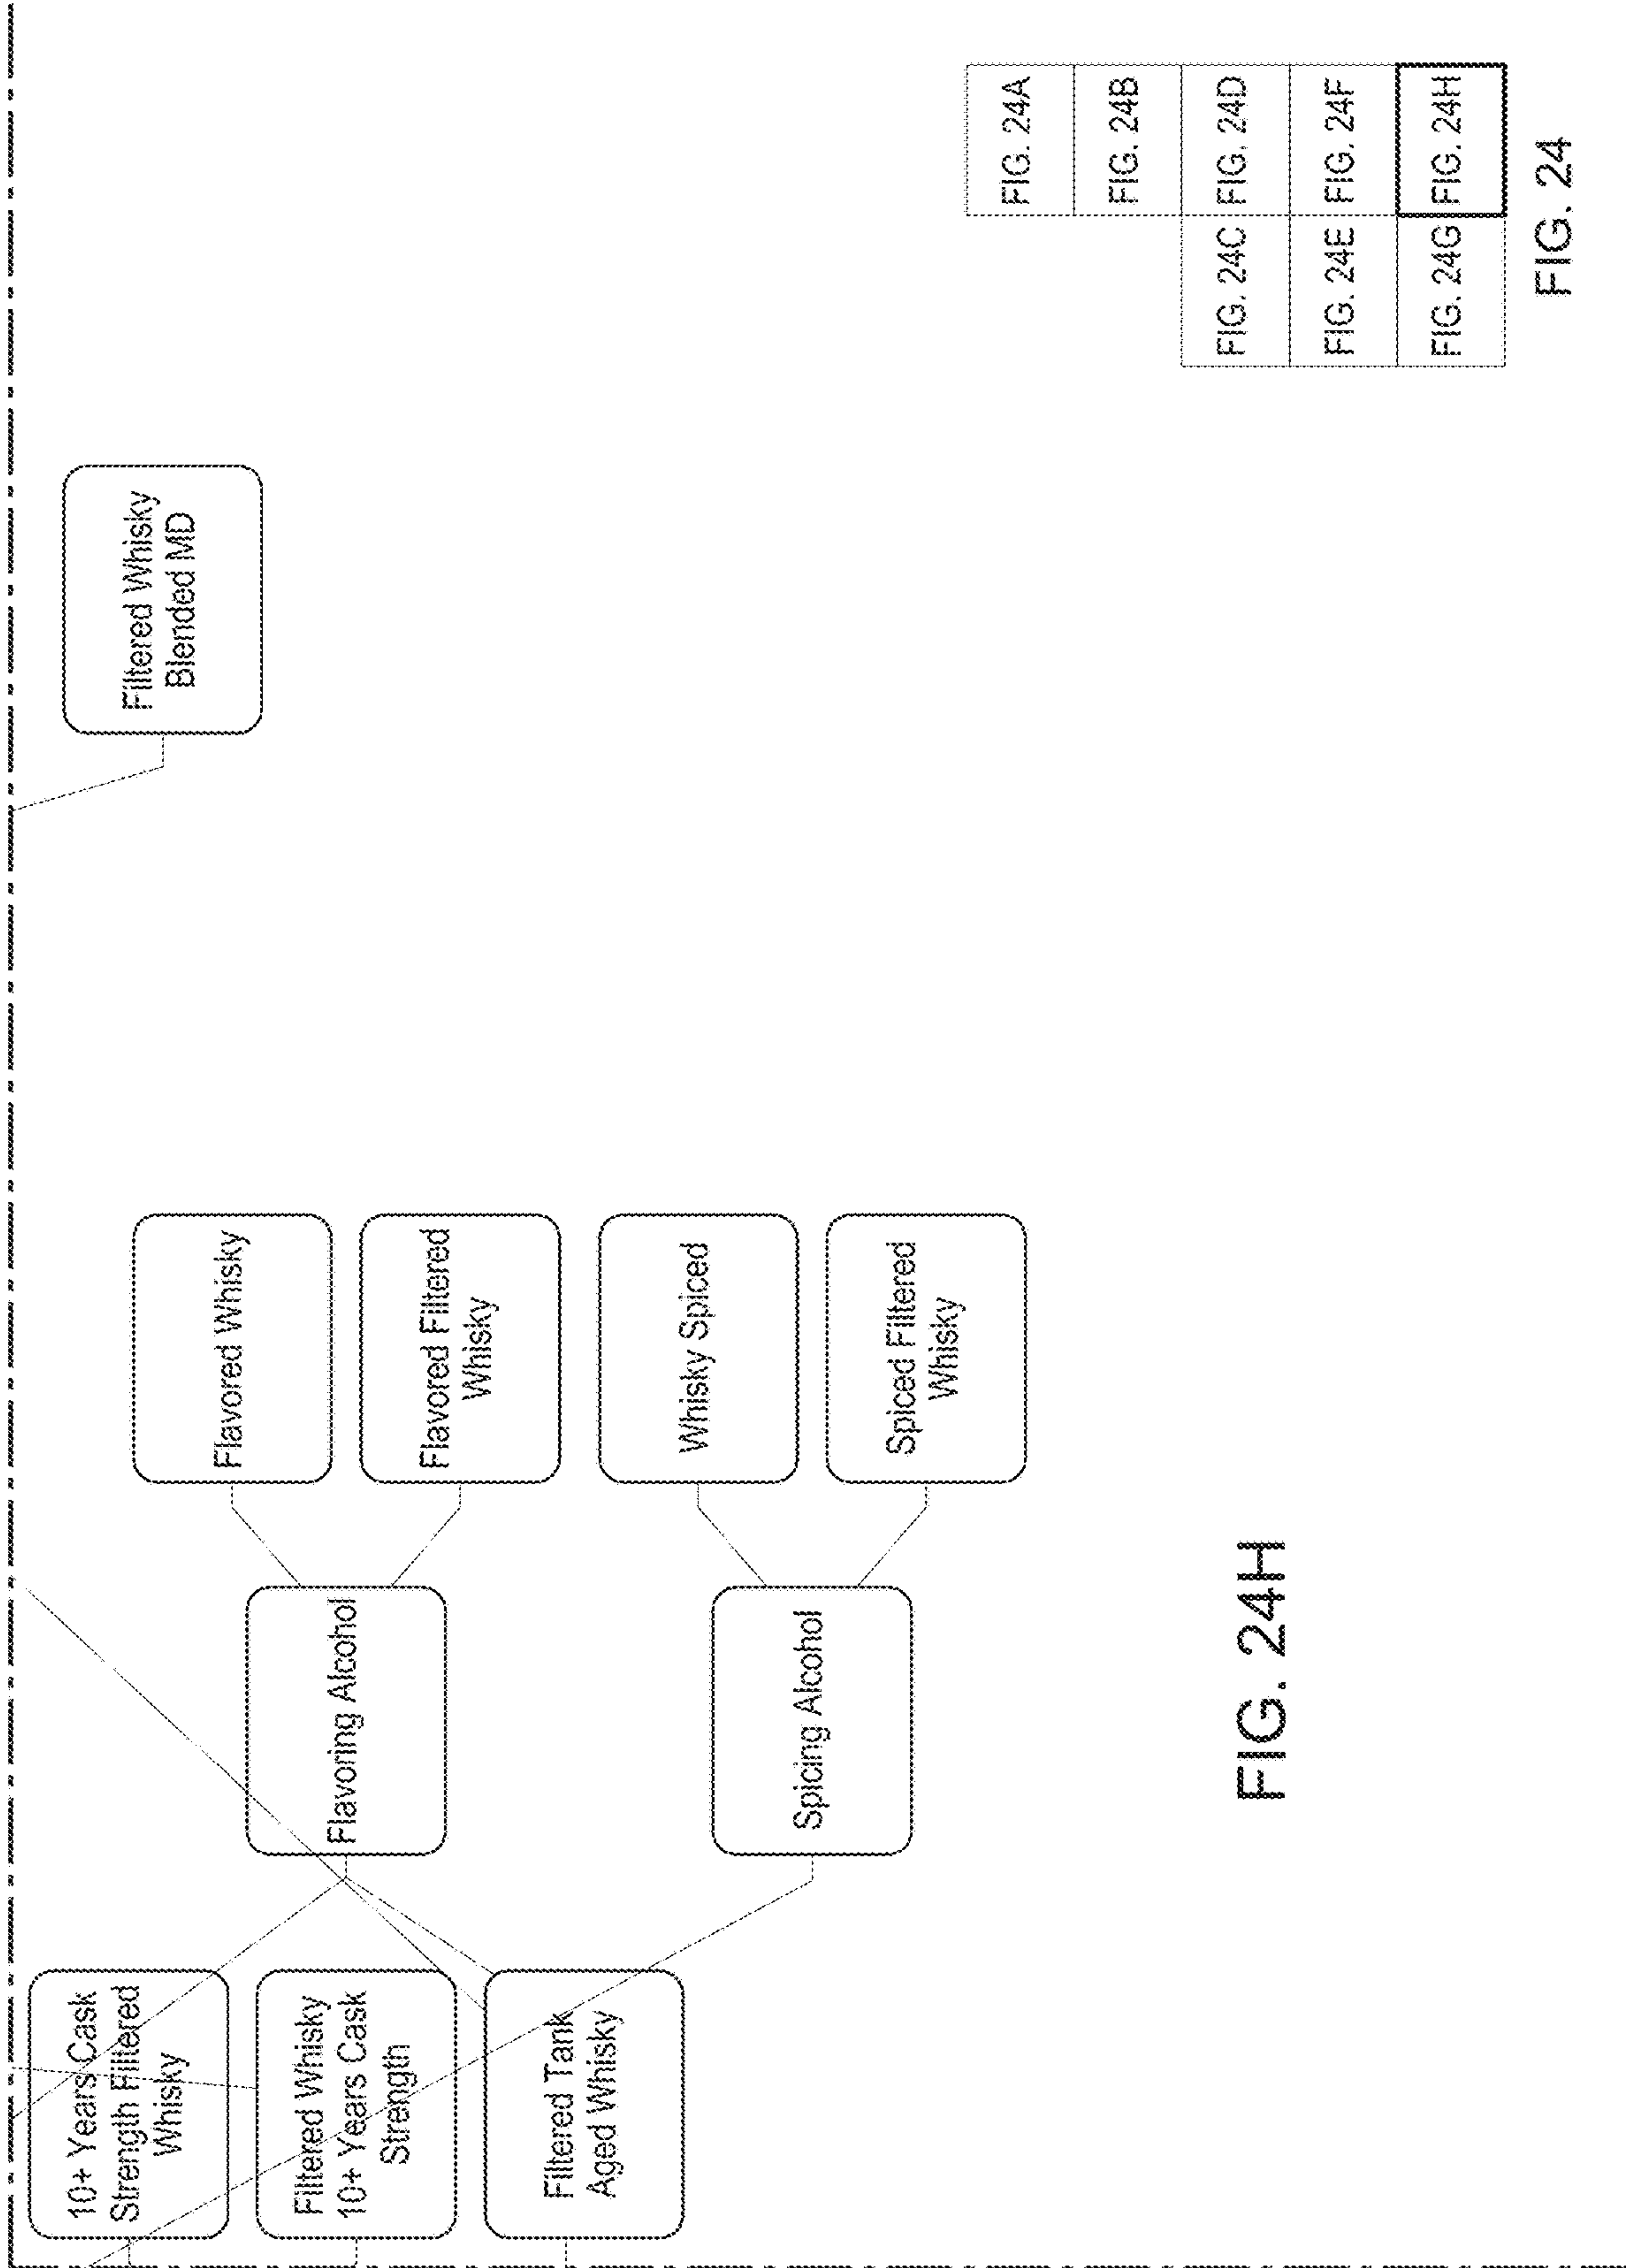 10+ Years Cask
Strength Filtered
Whisky
Filtered Whisky
10+ Years Cask
Strength
Filtered Tank
Aged Whisky
Flavoring Alcohol
Spicing Alcohol
Flavored Whisky
Flavored Filtered
Whisky
Whisky Spiced
Spiced Filtered
Whisky
Filtered Whisky
Blended MD
FIG. 24H
FIG. 24A
FIG. 24B
FIG. 24C FIG. 24D
FIG. 24E FIG. 24F
FIG. 24G FIG. 24H
FIG. 24